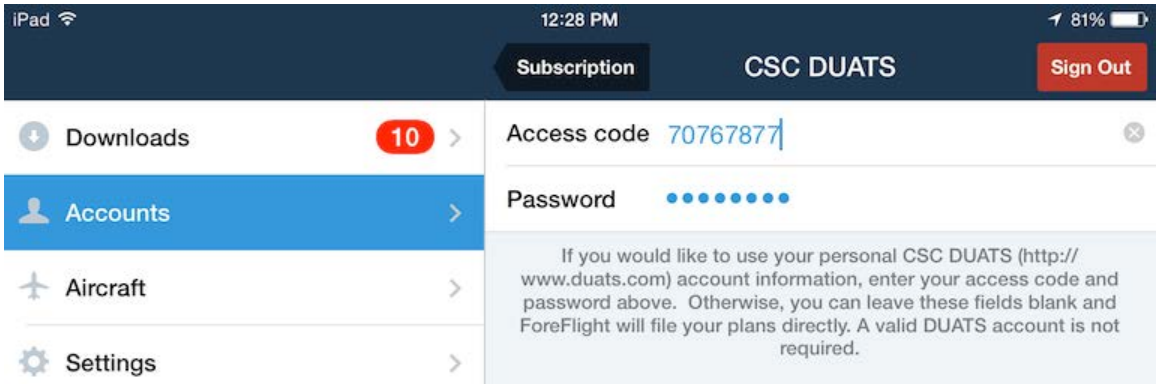 iPad 12:28 PM 81%
Subscription CSC DUATS Sign Out
Downloads 10
Accounts
Aircraft
Settings
Access code 70767877
Password ••••••••
If you would like to use your personal CSC DUATS (http://
www.duats.com) account information, enter your access code and
password above. Otherwise, you can leave these fields blank and
ForeFlight will file your plans directly. A valid DUATS account is not
required.